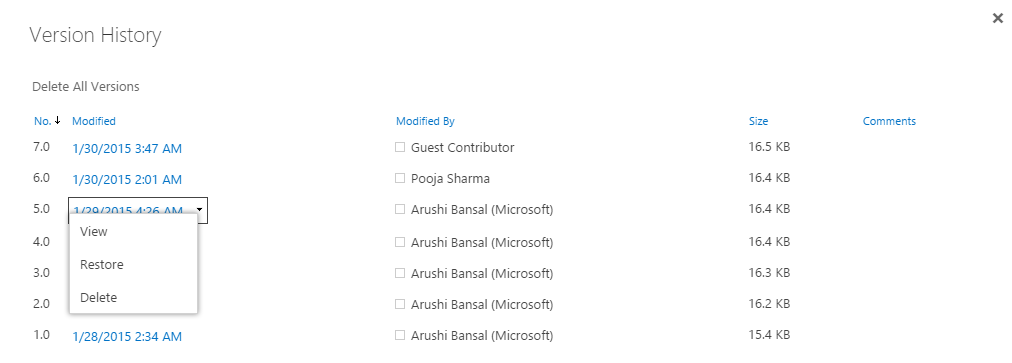 Version History
Delete All Versions
No. Modified Modified By Size Comments
7.0 1/30/2015 3:47 AM Guest Contributor 16.5 KB
6.0 1/30/2015 2:01 AM Pooja Sharma 16.4 KB
5.0 1/29/2015 4:26 AM Arushi Bansal (Microsoft) 16.4 KB
View
4.0 Arushi Bansal (Microsoft) 16.4 KB
Restore
3.0 Arushi Bansal (Microsoft) 16.3 KB
Delete
2.0 Arushi Bansal (Microsoft) 16.2 KB
1.0 1/28/2015 2:34 AM Arushi Bansal (Microsoft) 15.4 KB